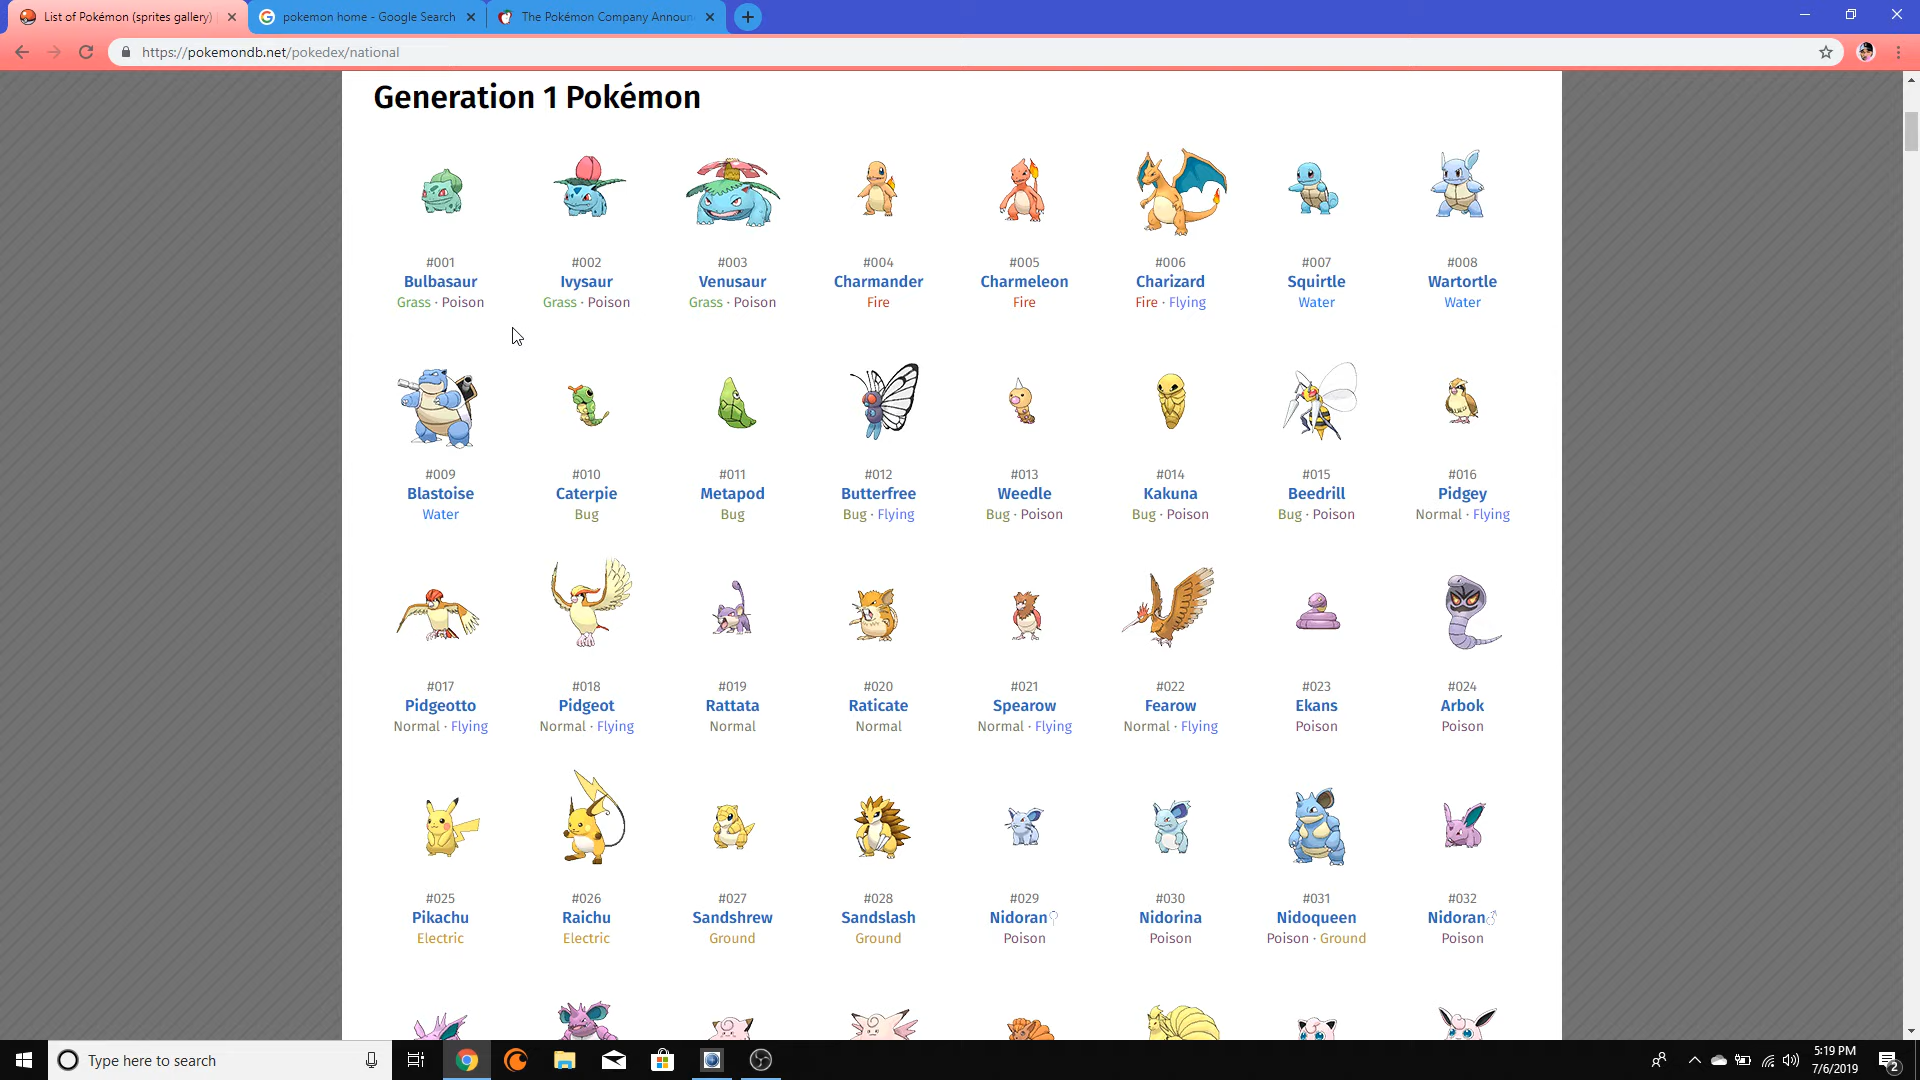 List of Pokémon (sprites gallery)
pokemon home - Google Search
The Pokémon Company Announ
https://pokemondb.net/pokedex/national
Generation 1 Pokémon
#001 #002 #003 #004 #005 #006 #007 #008
Bulbasaur Ivysaur Venusaur Charmander Charmeleon Charizard Squirtle Wartortle
Grass · Poison Grass · Poison Grass · Poison Fire Fire Fire · Flying Water Water
#009 #010 #011 #012 #013 #014 #015 #016
Blastoise Caterpie Metapod Butterfree Weedle Kakuna Beedrill Pidgey
Water Bug Bug Bug · Flying Bug · Poison Bug · Poison Bug · Poison Normal · Flying
#017 #018 #019 #020 #021 #022 #023 #024
Pidgeotto Pidgeot Rattata Raticate Spearow Fearow Ekans Arbok
Normal · Flying Normal · Flying Normal Normal Normal · Flying Normal · Flying Poison Poison
#025 #026 #027 #028 #029 #030 #031 #032
Pikachu Raichu Sandshrew Sandslash Nidoran♀ Nidorina Nidoqueen Nidoran♂
Electric Electric Ground Ground Poison Poison Poison · Ground Poison
Type here to search
5:19 PM
7/6/2019
2